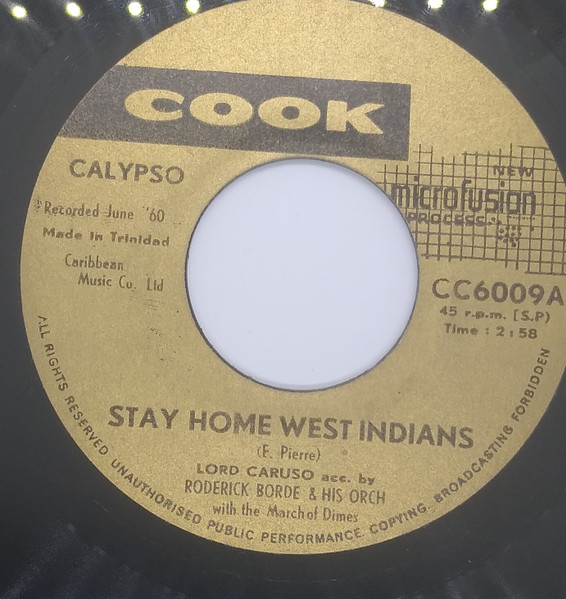 COOK
CALYPSO
Recorded June '60
Made in Trinidad
Caribbean
Music Co. Ltd
NEW
microfusion
PROCESS
CC6009A
45 r.p.m. [S.P)
Time : 2:58
STAY HOME WEST INDIANS
(F. Pierre)
LORD CARUSO acc. by
RODERICK BORDE & HIS ORCH
with the March of Dimes
ALL RIGHTS RESERVED UNAUTHORISED PUBLIC PERFORMANCE. COPYING. BROADCASTING FORBIDDEN